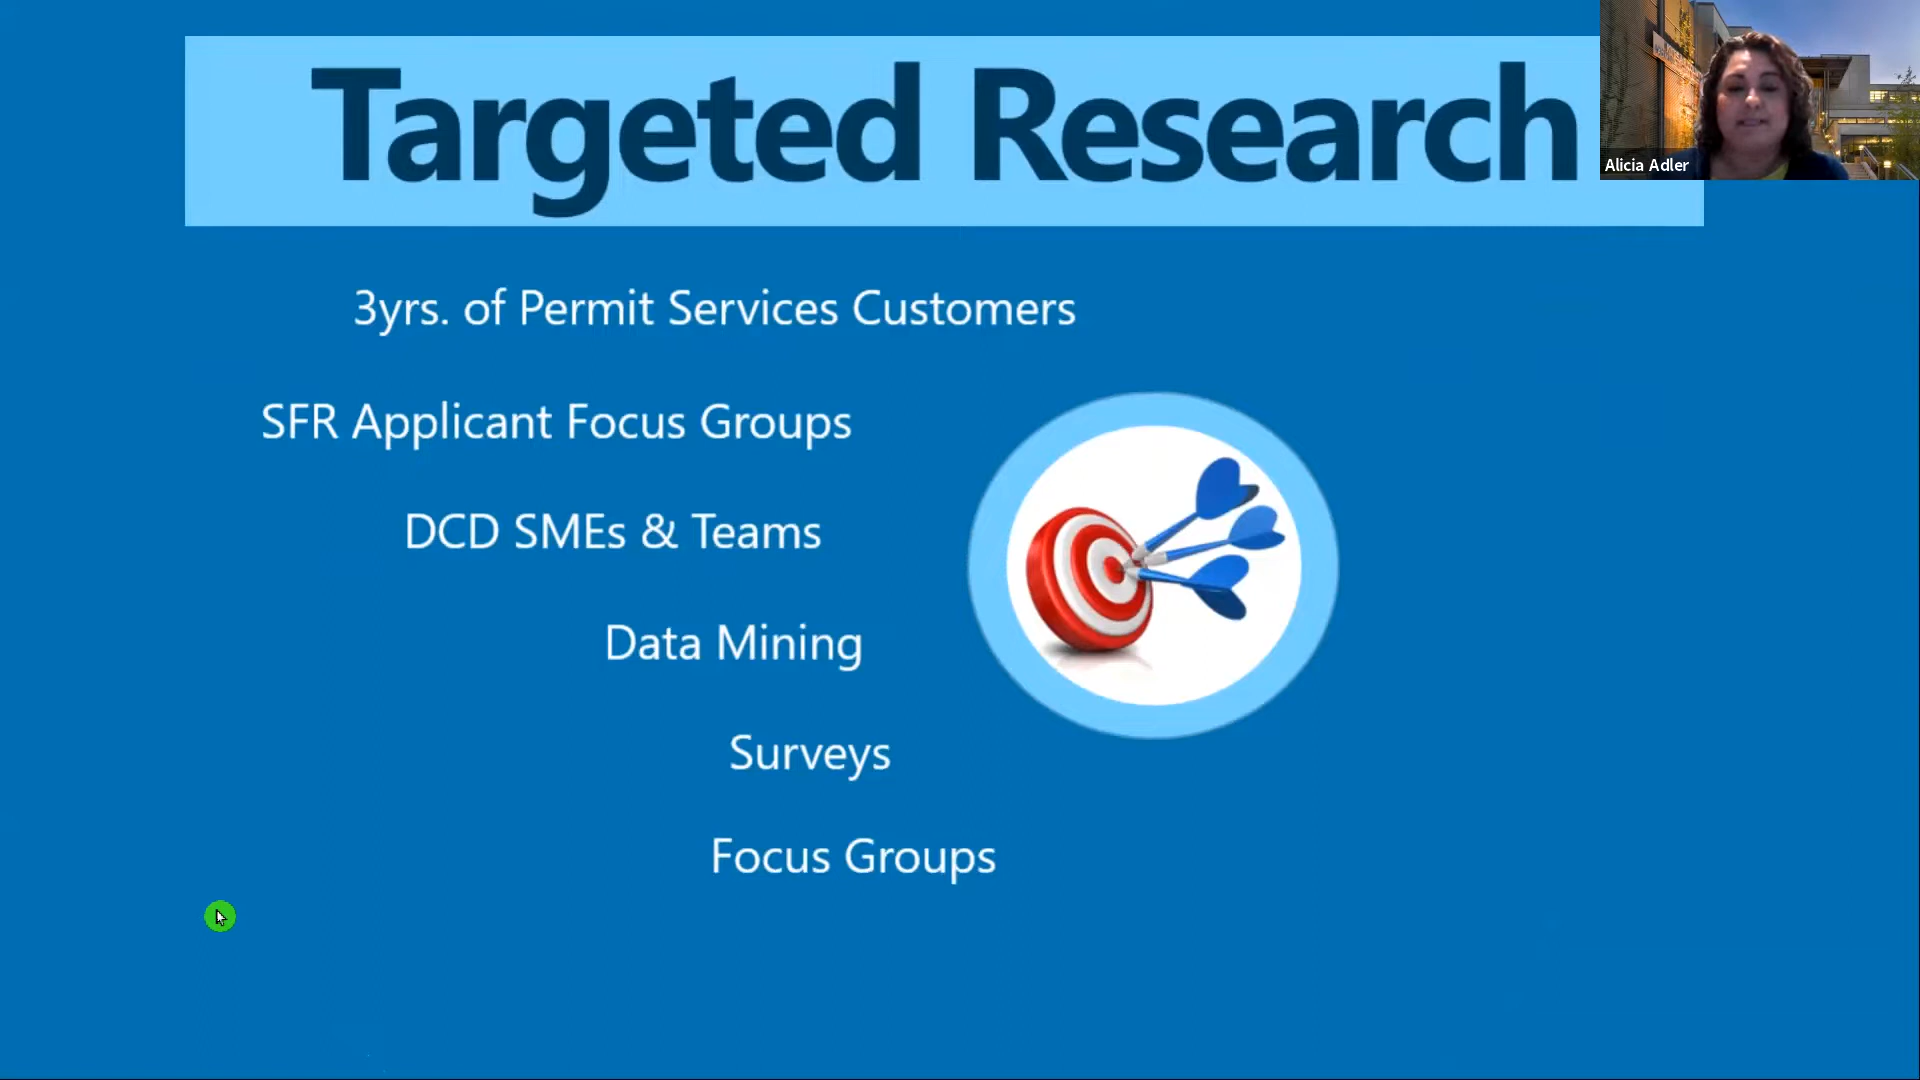 Targeted Research
Alicia Adler
3yrs. of Permit Services Customers
SFR Applicant Focus Groups
DCD SMEs & Teams
Data Mining
Surveys
Focus Groups